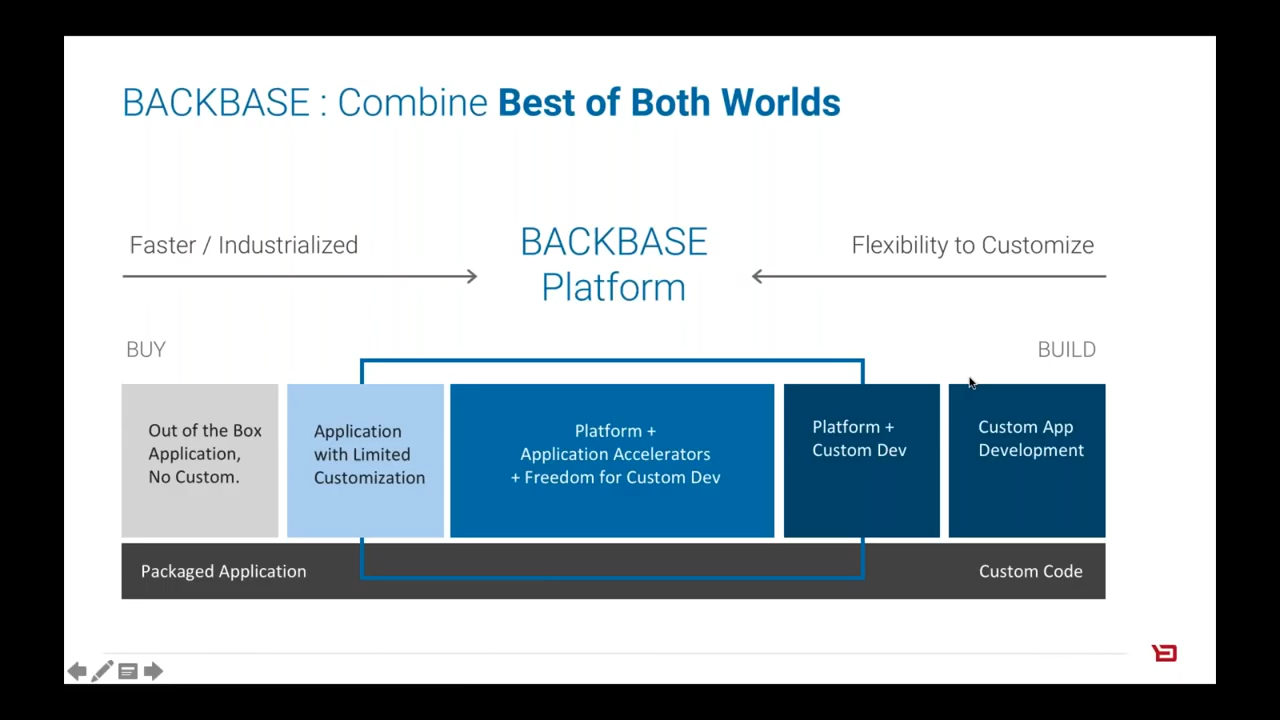 BACKBASE : Combine Best of Both Worlds
Faster / Industrialized
BACKBASE
Platform
Flexibility to Customize
BUY
BUILD
Out of the Box
Application,
No Custom.
Application
with Limited
Customization
Platform +
Application Accelerators
+ Freedom for Custom Dev
Platform +
Custom Dev
Custom App
Development
Packaged Application
Custom Code